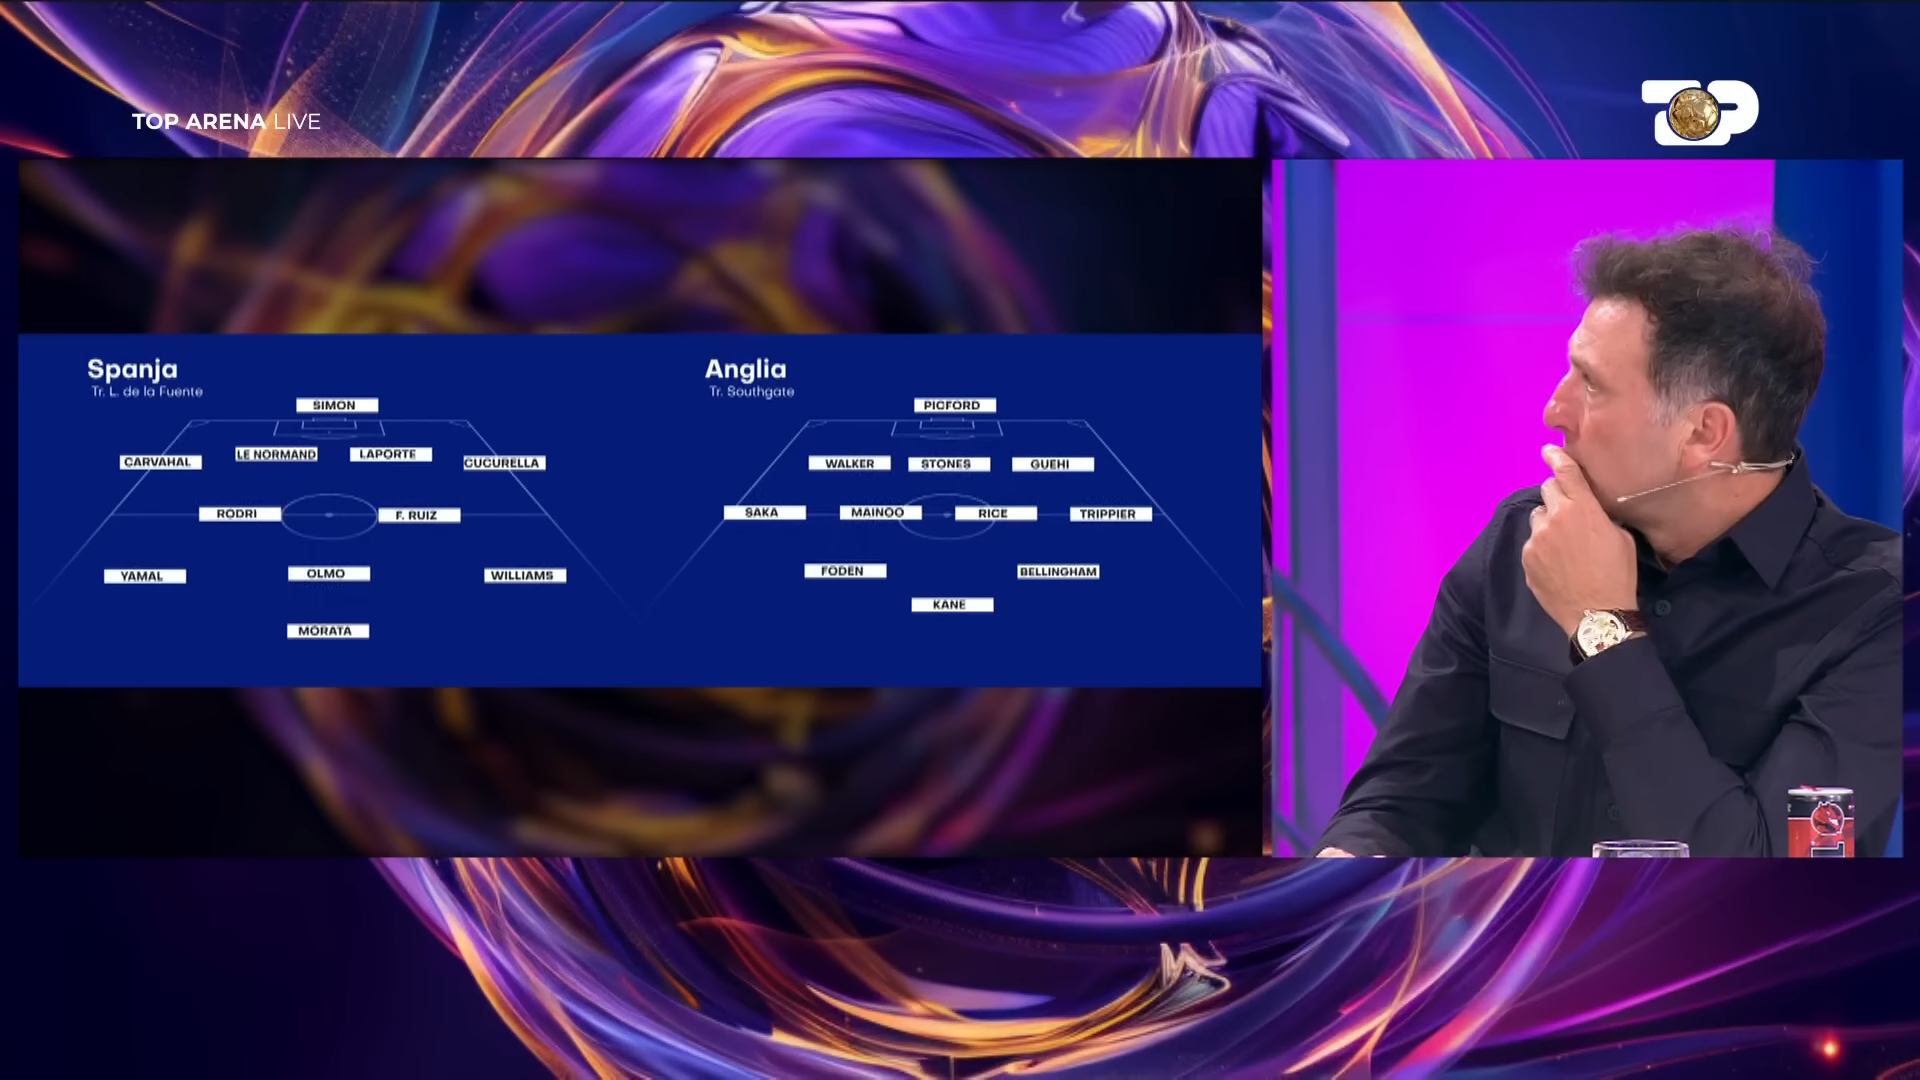 TOP ARENA LIVE
TOP
Spanja
Tr. L. de la Fuente
SIMON
CARVAHAL
LE NORMAND
LAPORTE
CUCURELLA
RODRI
F. RUIZ
YAMAL
OLMO
WILLIAMS
MORATA
Anglia
Tr. Southgate
PICFORD
WALKER
STONES
GUEHI
SAKA
MAINOO
RICE
TRIPPIER
FODEN
BELLINGHAM
KANE